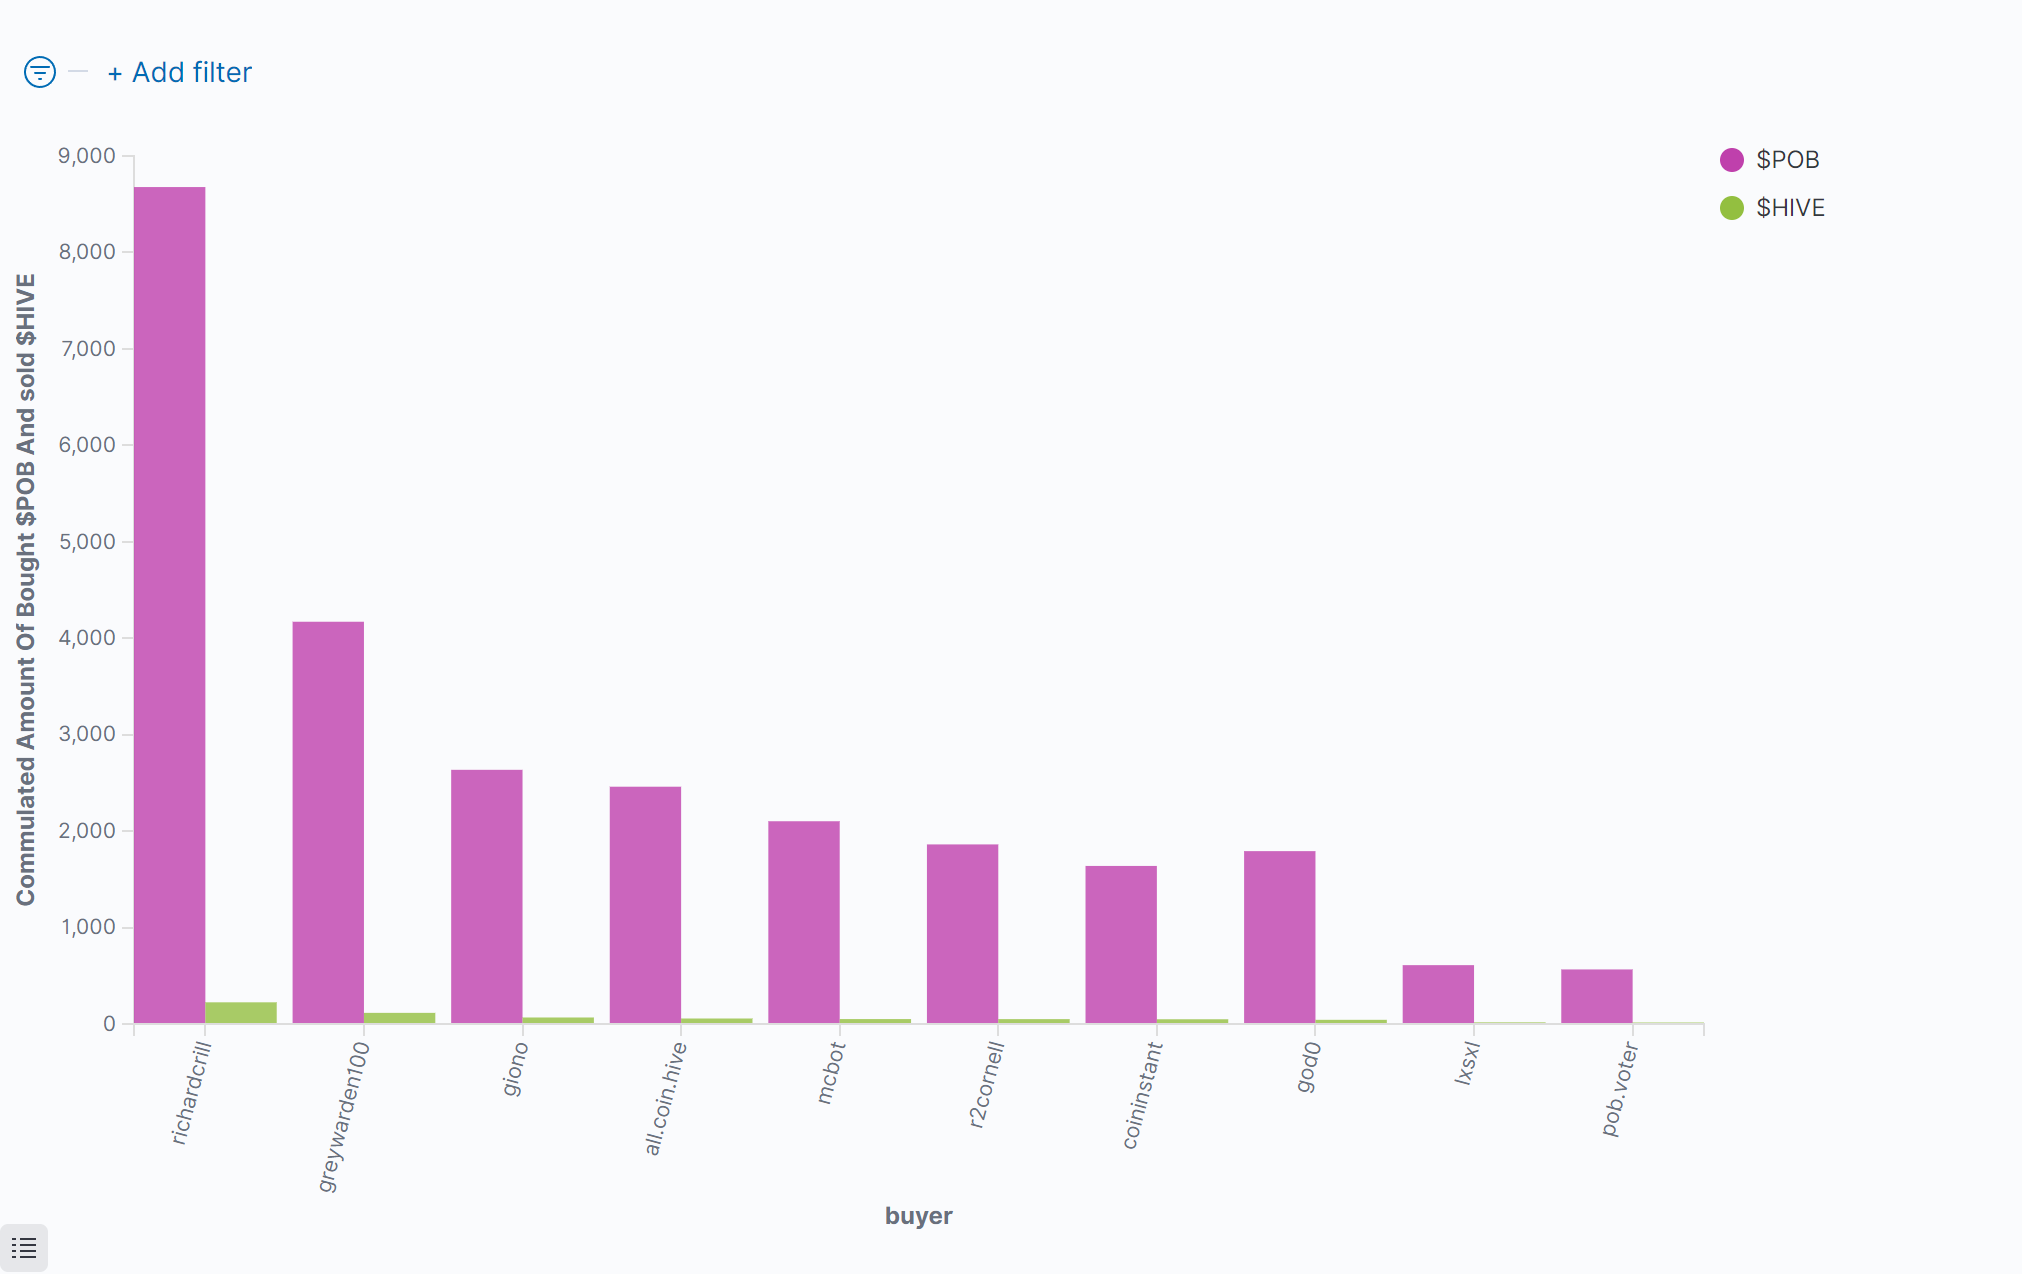 + Add filter
$POB
$HIVE
Commulated Amount Of Bought $POB And sold $HIVE
9,000
8,000
7,000
6,000
5,000
4,000
3,000
2,000
1,000
0
richardcrill
greywarden100
giono
all.coin.hive
mcbot
r2cornell
coininstant
god0
lxsxl
pob.voter
buyer